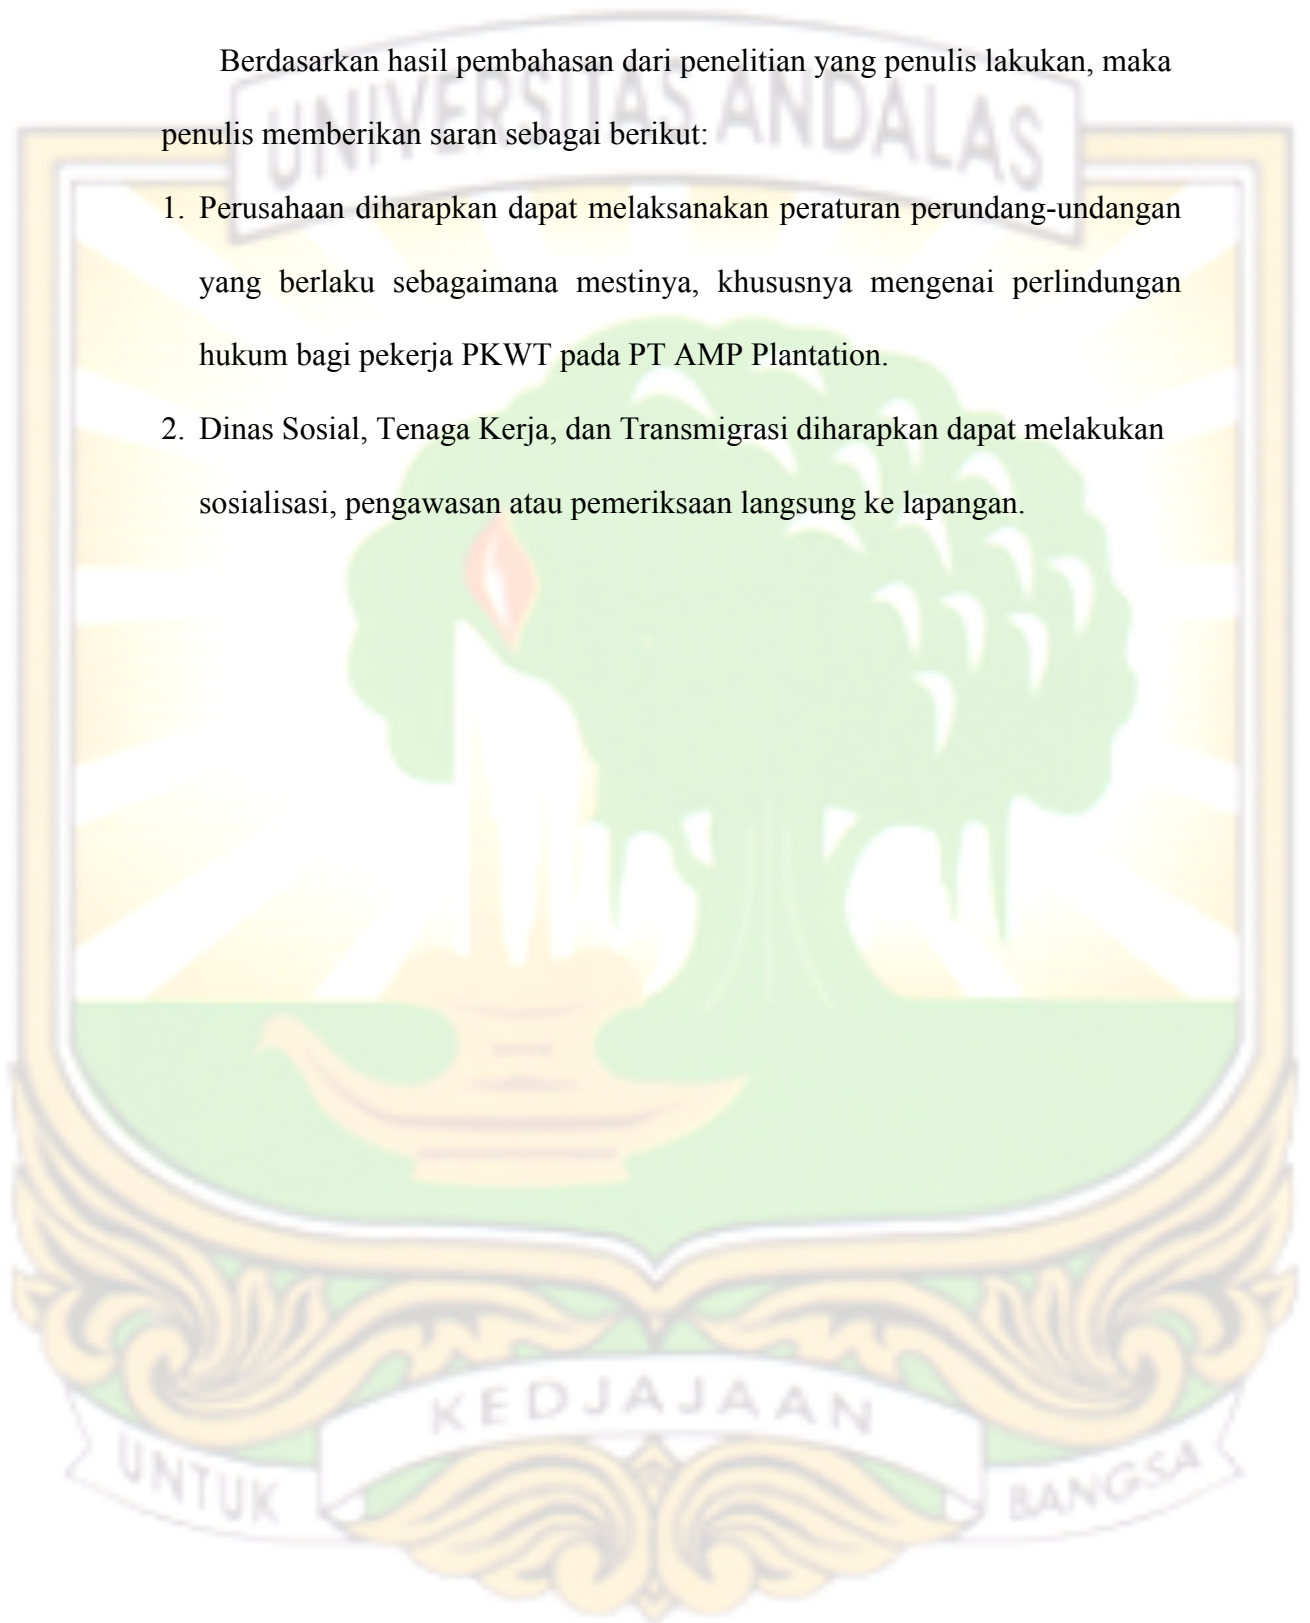 UNIVERSITAS ANDALAS
Berdasarkan hasil pembahasan dari penelitian yang penulis lakukan, maka
penulis memberikan saran sebagai berikut:
1. Perusahaan diharapkan dapat melaksanakan peraturan perundang-undangan
yang berlaku sebagaimana mestinya, khususnya mengenai perlindungan
hukum bagi pekerja PKWT pada PT AMP Plantation.
2. Dinas Sosial, Tenaga Kerja, dan Transmigrasi diharapkan dapat melakukan
sosialisasi, pengawasan atau pemeriksaan langsung ke lapangan.
UNTUK KEDJAJAAN BANGSA